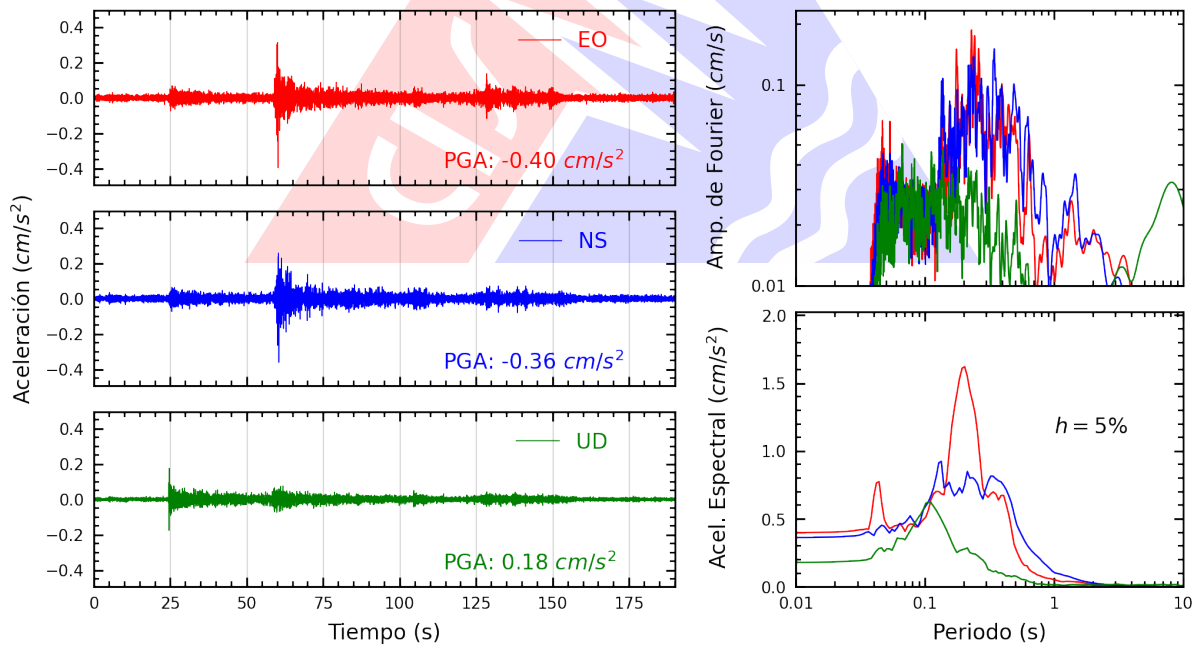 Aceleración (cm/s²)
0.4
0.2
0.0
−0.2
−0.4
EO
PGA: -0.40 cm/s²
0.4
0.2
0.0
−0.2
−0.4
NS
PGA: -0.36 cm/s²
0.4
0.2
0.0
−0.2
−0.4
UD
PGA: 0.18 cm/s²
0 25 50 75 100 125 150 175
Tiempo (s)
Amp. de Fourier (cm/s)
0.1
0.01
Acel. Espectral (cm/s²)
2.0
1.5
1.0
0.5
0.0
h = 5%
0.01 0.1 1 10
Periodo (s)